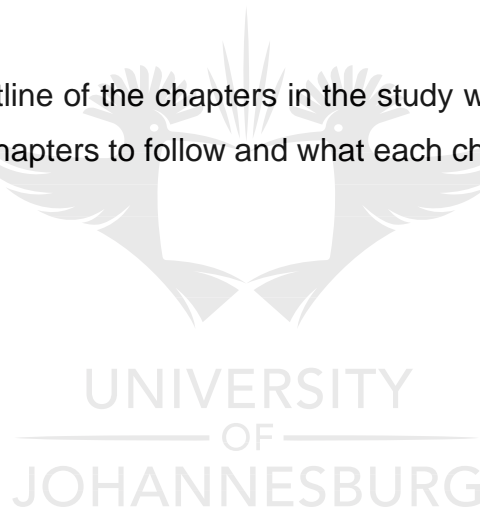 tline of the chapters in the study w
hapters to follow and what each ch
UNIVERSITY
OF
JOHANNESBURG